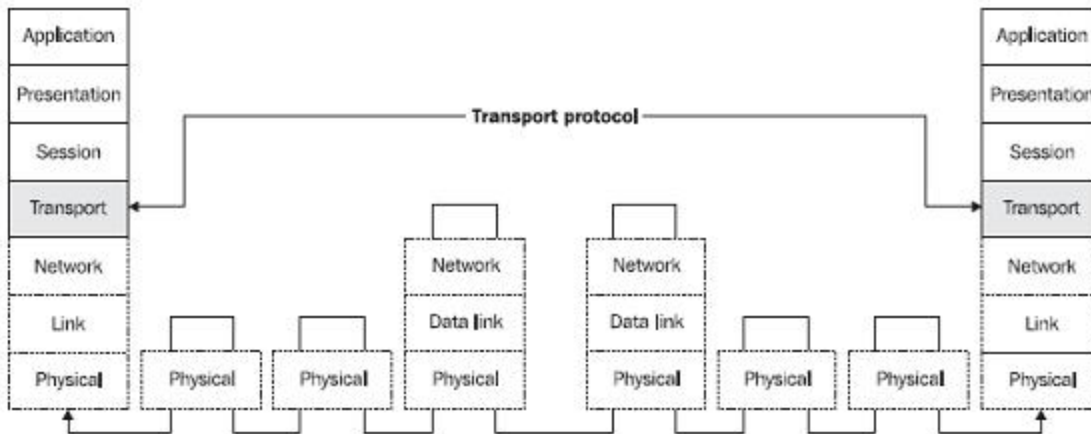 Application
Application
Presentation
Presentation
Transport protocol
Session
Session
Transport
Transport
Network
Network
Network
Network
Link
Data link
Data link
Link
Physical
Physical
Physical
Physical
Physical
Physical
Physical
Physical